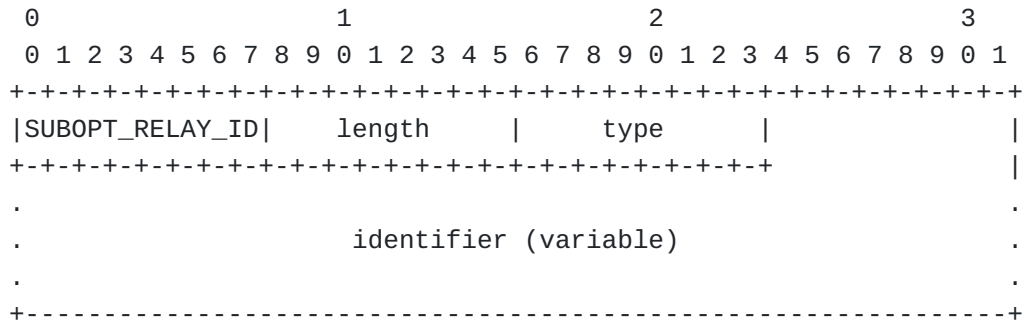 0                   1                   2                   3
 0 1 2 3 4 5 6 7 8 9 0 1 2 3 4 5 6 7 8 9 0 1 2 3 4 5 6 7 8 9 0 1
+-+-+-+-+-+-+-+-+-+-+-+-+-+-+-+-+-+-+-+-+-+-+-+-+-+-+-+-+-+-+-+-+
|SUBOPT_RELAY_ID|    length     |     type      |               |
+-+-+-+-+-+-+-+-+-+-+-+-+-+-+-+-+-+-+-+-+-+-+-+-+               |
.                                                               .
.                     identifier (variable)                     .
.                                                               .
+---------------------------------------------------------------+